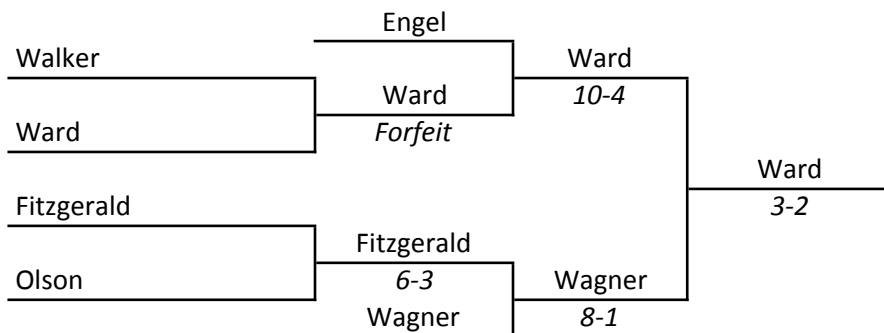 Engel
Walker
Ward
Ward
10-4
Ward
Forfeit
Ward
3-2
Fitzgerald
Fitzgerald
6-3
Olson
Wagner
8-1
Wagner